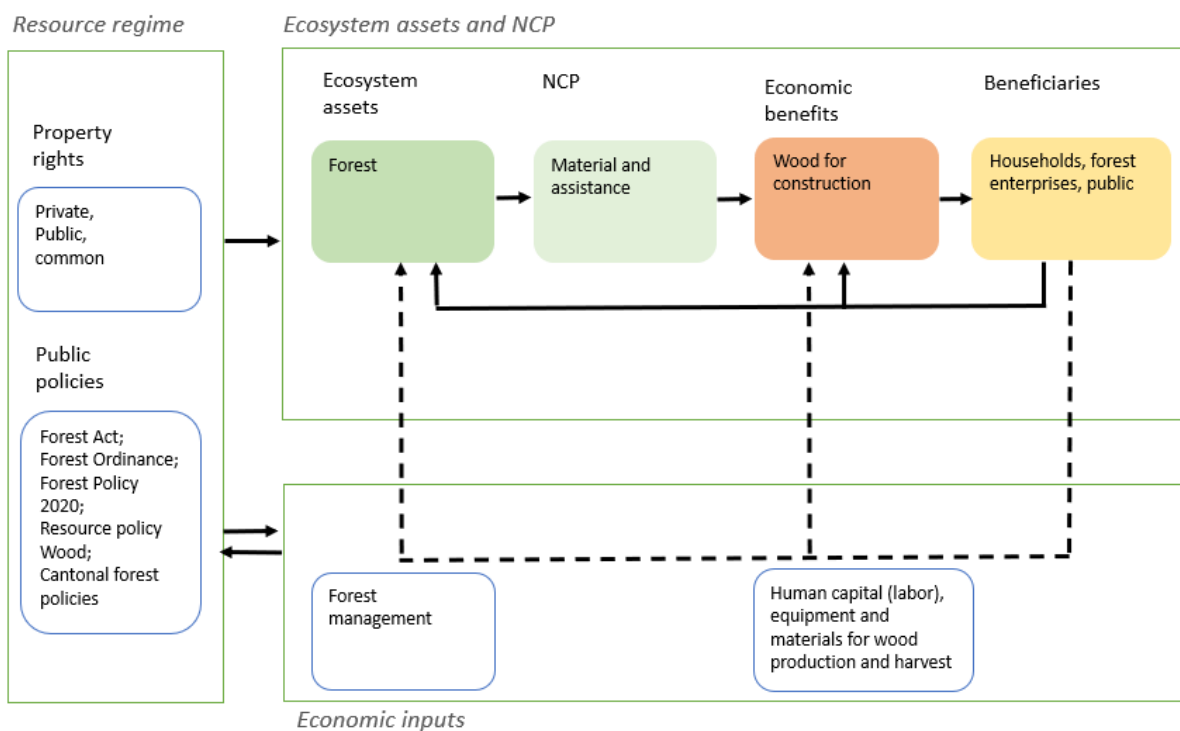 Resource regime
Ecosystem assets and NCP
Property
rights
Private,
Public,
common
Public
policies
Forest Act;
Forest Ordinance;
Forest Policy
2020;
Resource policy
Wood;
Cantonal forest
policies
Ecosystem
assets
Forest
NCP
Material and
assistance
Economic
benefits
Wood for
construction
Beneficiaries
Households, forest
enterprises, public
Forest
management
Human capital (labor),
equipment and
materials for wood
production and harvest
Economic inputs